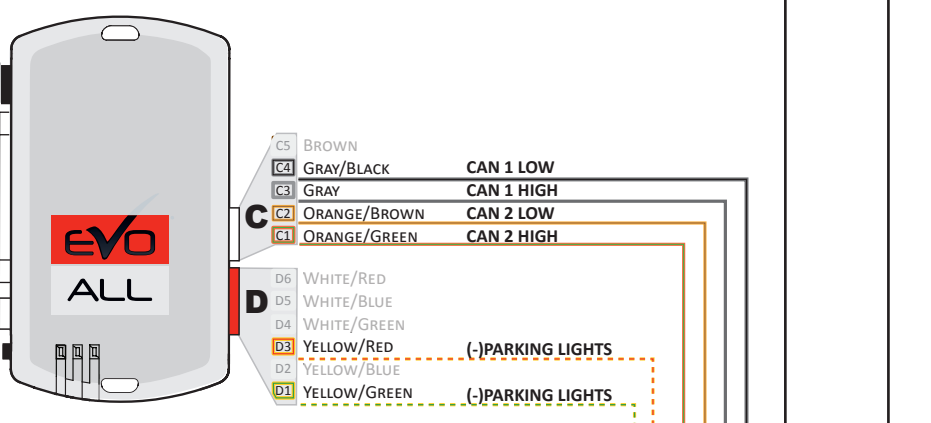 C5 BROWN
C4 GRAY/BLACK CAN 1 LOW
C3 GRAY CAN 1 HIGH
C C2 ORANGE/BROWN CAN 2 LOW
C1 ORANGE/GREEN CAN 2 HIGH
EVO
ALL
D6 WHITE/RED
D D5 WHITE/BLUE
D4 WHITE/GREEN
D3 YELLOW/RED (-)PARKING LIGHTS
D2 YELLOW/BLUE
D1 YELLOW/GREEN (-)PARKING LIGHTS